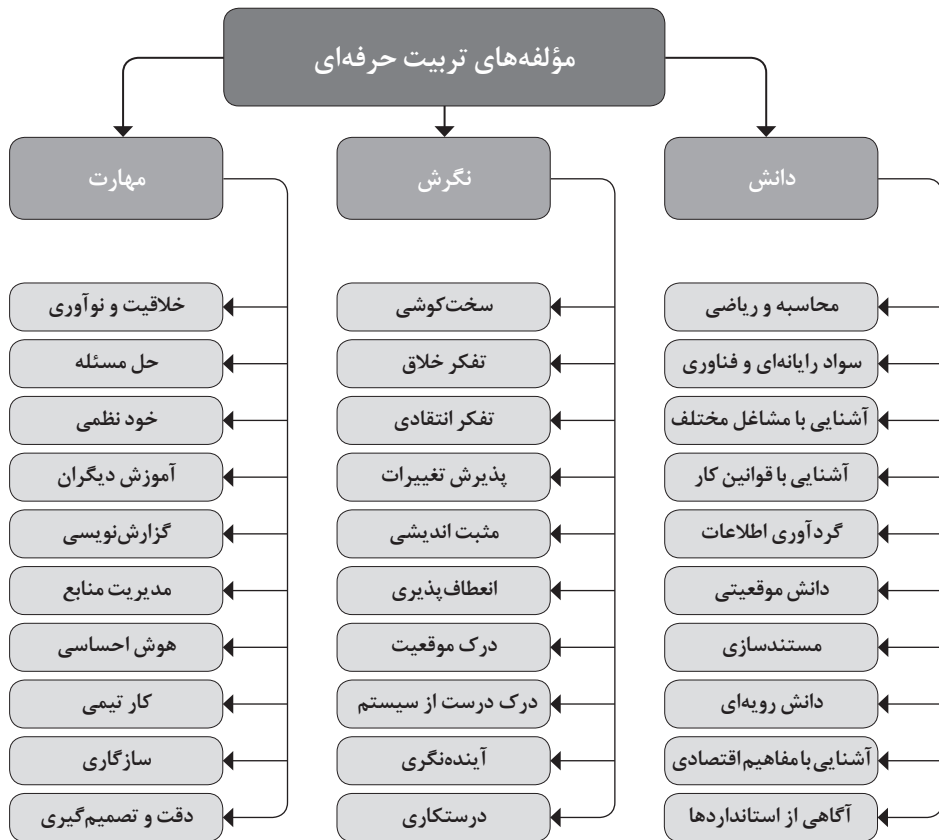 مؤلفه‌های تربیت حرفه‌ای
دانش
محاسبه و ریاضی
سواد رایانه‌ای و فناوری
آشنایی با مشاغل مختلف
آشنایی با قوانین کار
گردآوری اطلاعات
دانش موقعیتی
مستندسازی
دانش رویه‌ای
آشنایی با مفاهیم اقتصادی
آگاهی از استانداردها
نگرش
سخت‌کوشی
تفکر خلاق
تفکر انتقادی
پذیرش تغییرات
مثبت اندیشی
انعطاف‌پذیری
درک موقعیت
درک درست از سیستم
آینده‌نگری
درستکاری
مهارت
خلاقیت و نوآوری
حل مسئله
خود نظمی
آموزش دیگران
گزارش‌نویسی
مدیریت منابع
هوش احساسی
کار تیمی
سازگاری
دقت و تصمیم‌گیری